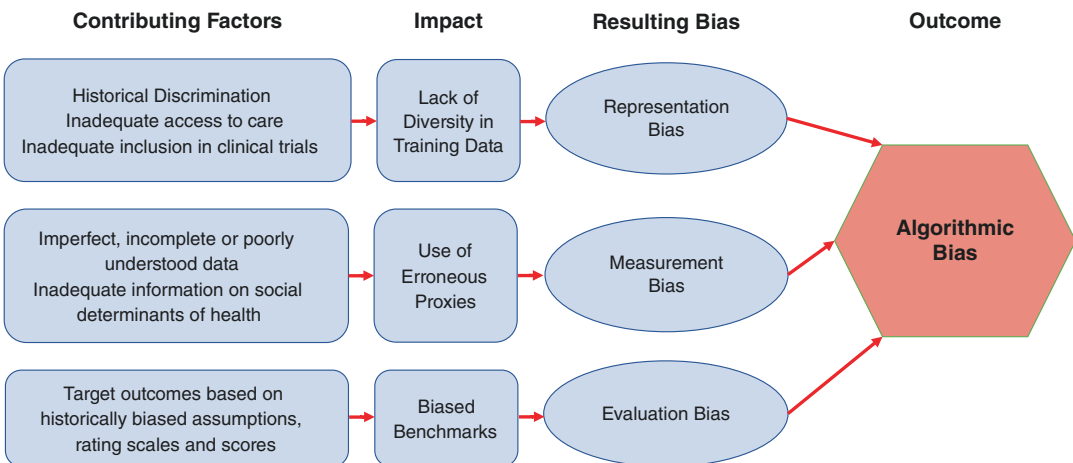 Contributing Factors
Impact
Resulting Bias
Outcome
Historical Discrimination
Inadequate access to care
Inadequate inclusion in clinical trials
Lack of
Diversity in
Training Data
Representation
Bias
Imperfect, incomplete or poorly
understood data
Inadequate information on social
determinants of health
Use of
Erroneous
Proxies
Measurement
Bias
Target outcomes based on
historically biased assumptions,
rating scales and scores
Biased
Benchmarks
Evaluation Bias
Algorithmic
Bias